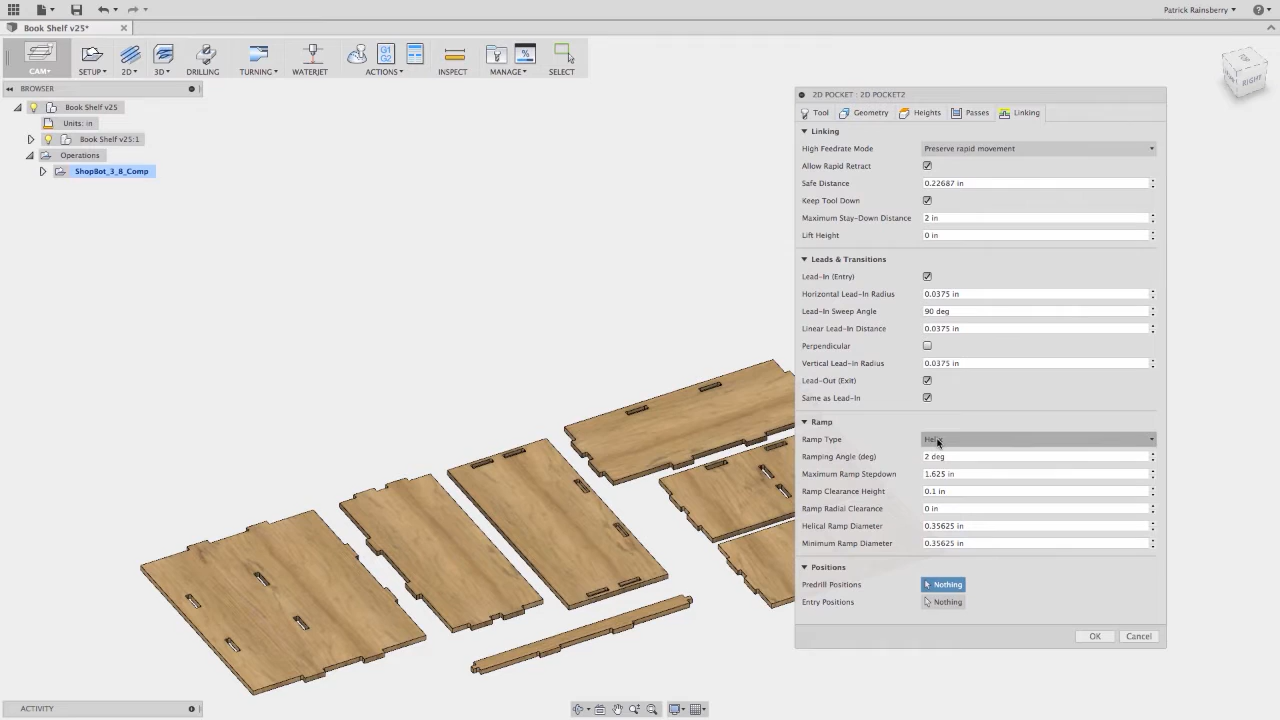 Patrick Rainsberry
Book Shelf v25*
CAM
SETUP
2D
3D
DRILLING
TURNING
WATERJET
G1
G2
ACTIONS
INSPECT
%
MANAGE
SELECT
RIGHT
BROWSER
Book Shelf v25
Units: in
Book Shelf v25:1
Operations
ShopBot_3_8_Comp
2D POCKET : 2D POCKET2
Tool Geometry Heights Passes Linking
Linking
High Feedrate Mode Preserve rapid movement
Allow Rapid Retract
Safe Distance 0.22687 in
Keep Tool Down
Maximum Stay-Down Distance 2 in
Lift Height 0 in
Leads & Transitions
Lead-In (Entry)
Horizontal Lead-In Radius 0.0375 in
Lead-In Sweep Angle 90 deg
Linear Lead-In Distance 0.0375 in
Perpendicular
Vertical Lead-In Radius 0.0375 in
Lead-Out (Exit)
Same as Lead-In
Ramp
Ramp Type Helix
Ramping Angle (deg) 2 deg
Maximum Ramp Stepdown 1.625 in
Ramp Clearance Height 0.1 in
Ramp Radial Clearance 0 in
Helical Ramp Diameter 0.35625 in
Minimum Ramp Diameter 0.35625 in
Positions
Predrill Positions Nothing
Entry Positions Nothing
OK Cancel
ACTIVITY